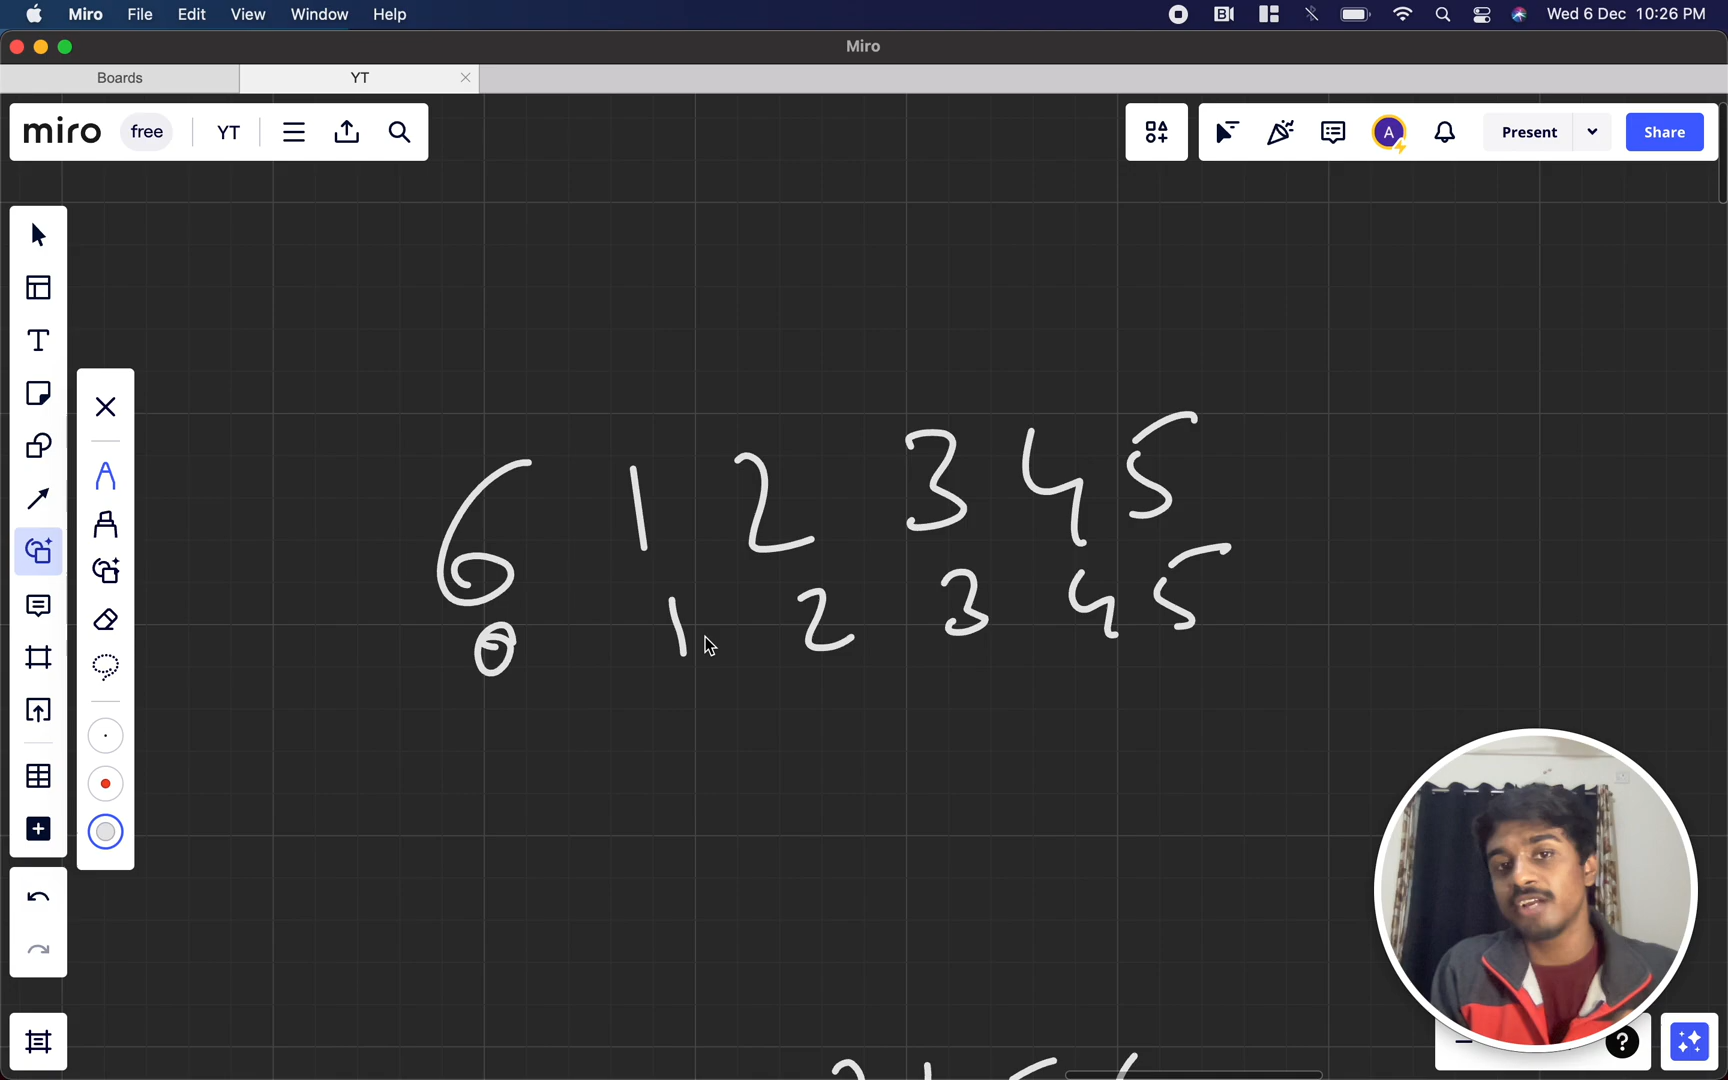 Miro File Edit View Window Help Wed 6 Dec 10:26 PM
Miro
Boards YT
miro free YT Present Share
6 1 2 3 4 5
0 1 2 3 4 5